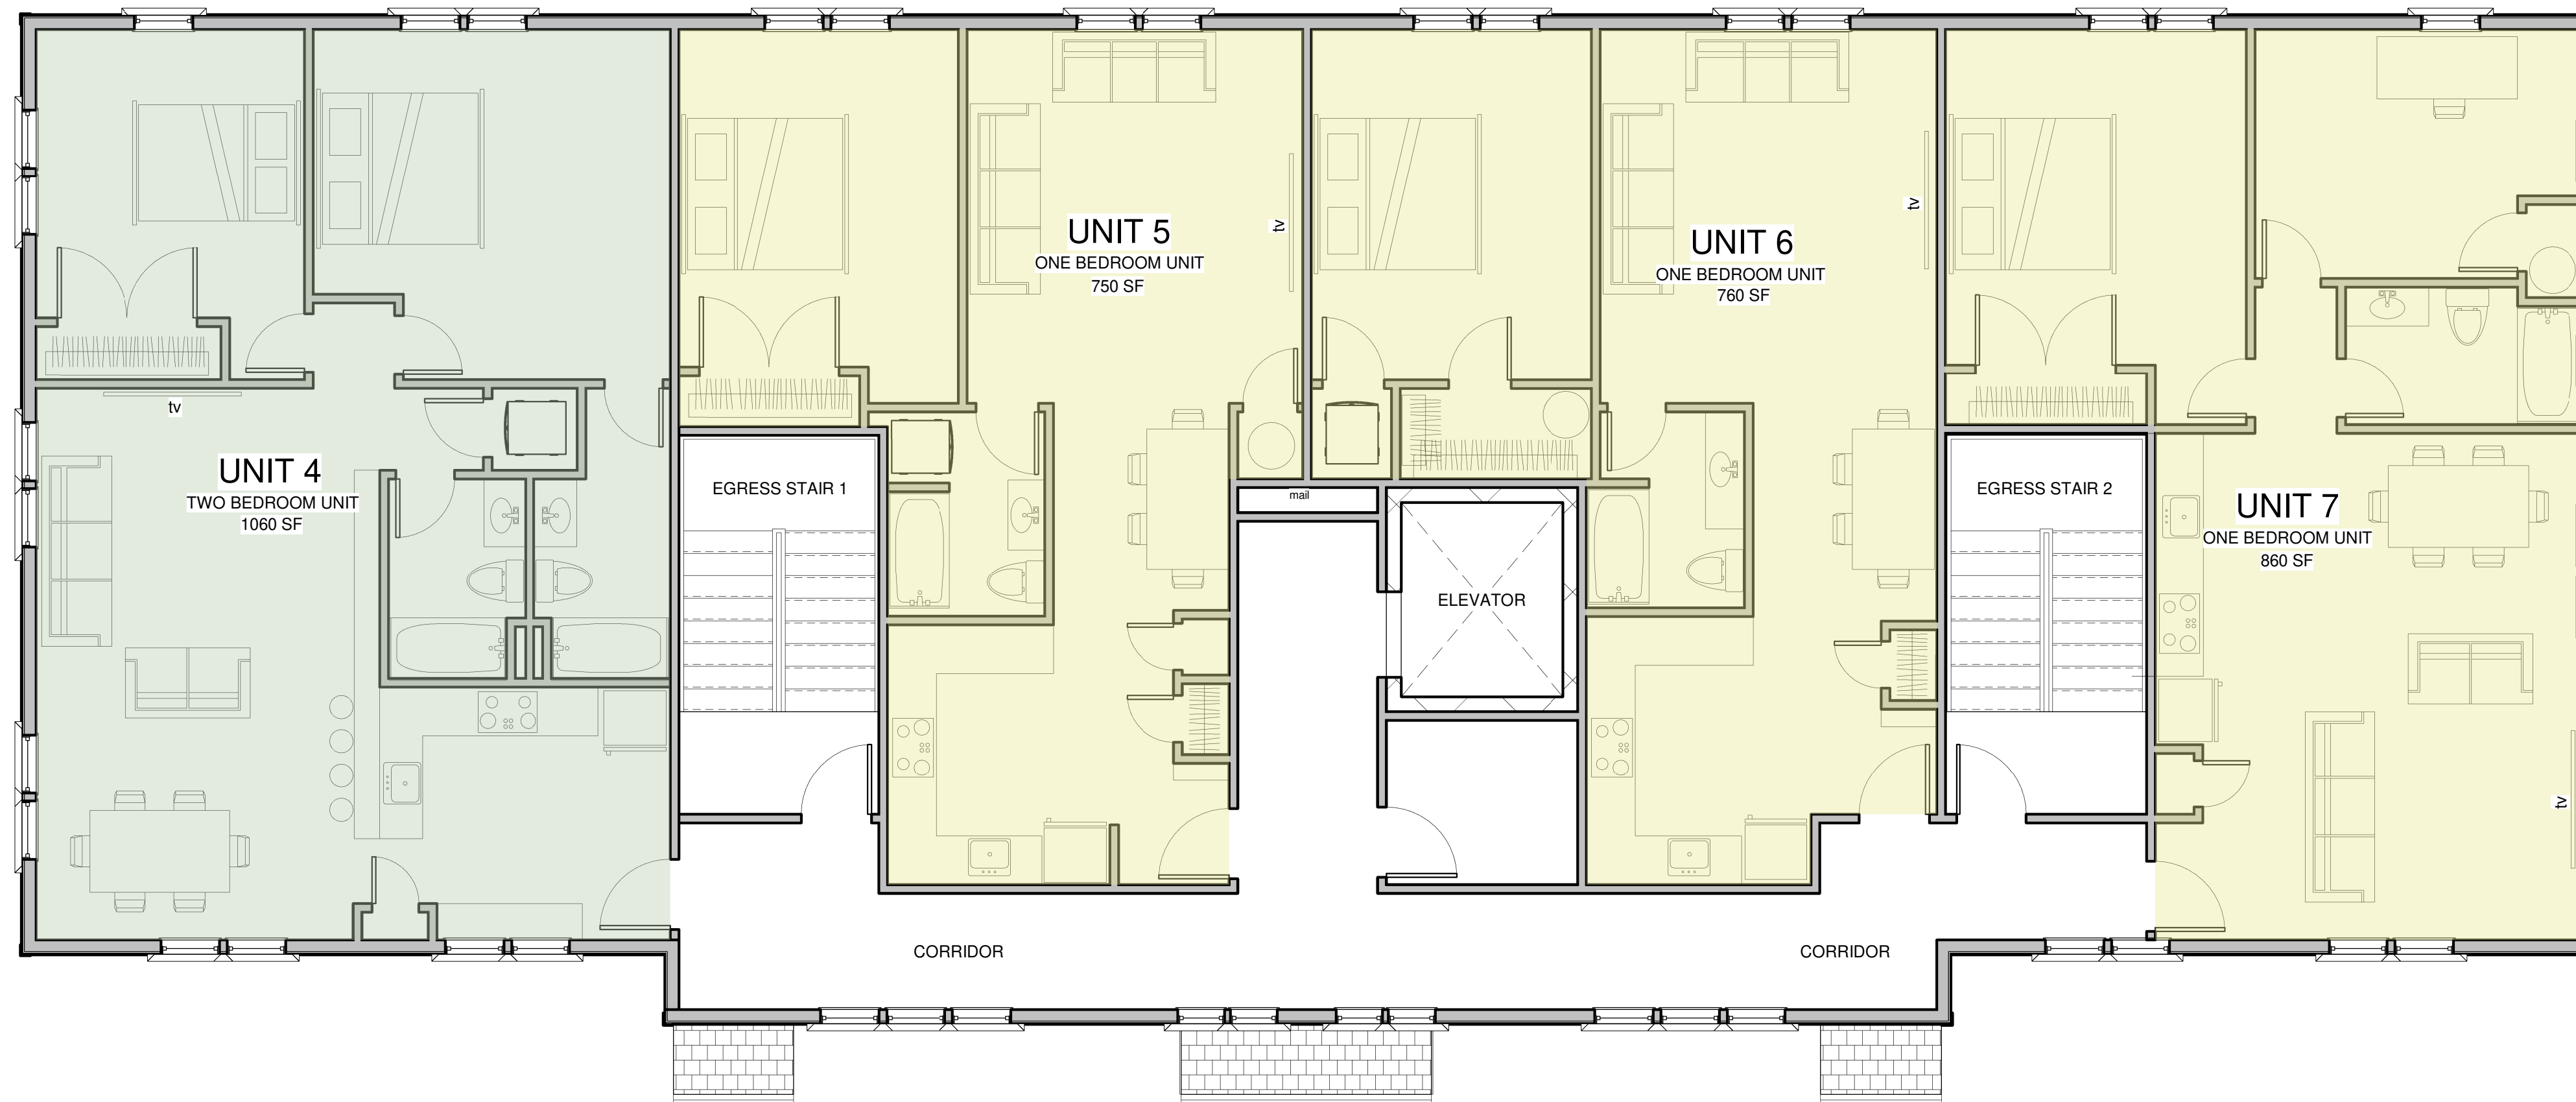 UNIT 4
TWO BEDROOM UNIT
1060 SF
tv
EGRESS STAIR 1
UNIT 5
ONE BEDROOM UNIT
750 SF
tv
mail
ELEVATOR
UNIT 6
ONE BEDROOM UNIT
760 SF
tv
EGRESS STAIR 2
UNIT 7
ONE BEDROOM UNIT
860 SF
tv
CORRIDOR
CORRIDOR